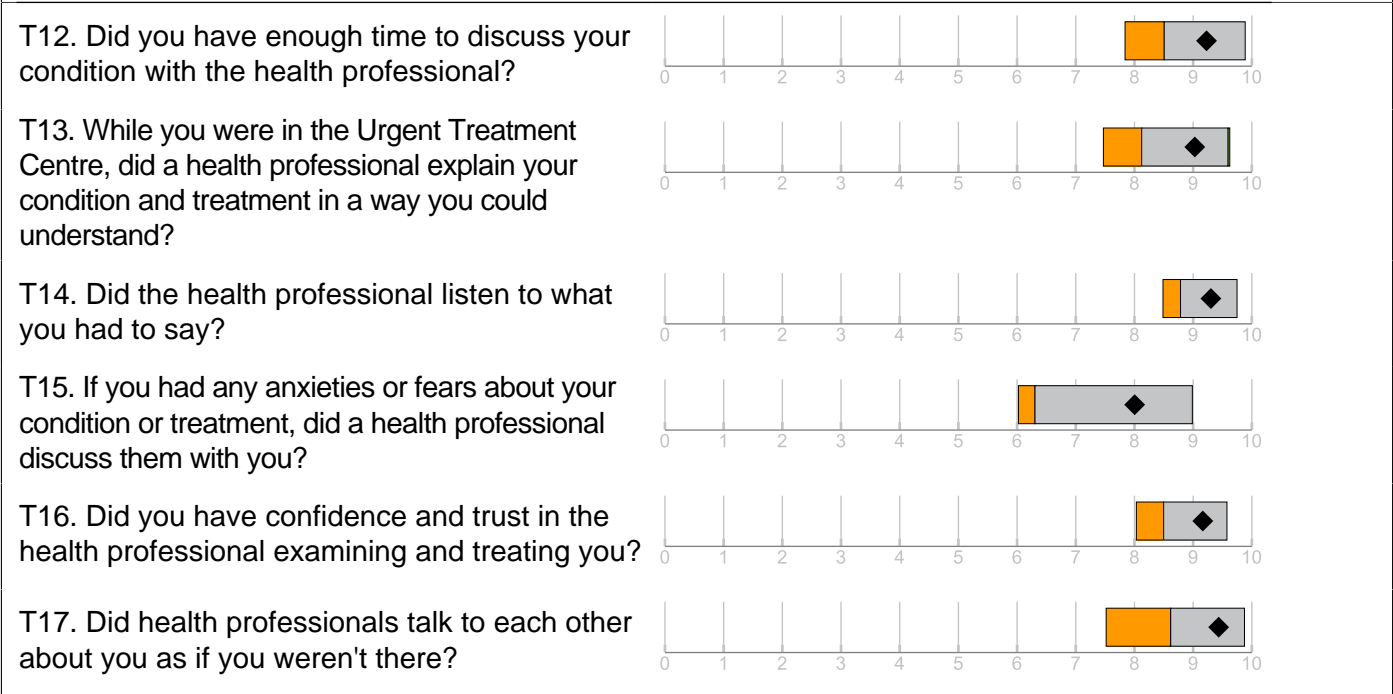 T12. Did you have enough time to discuss your
condition with the health professional?
0 1 2 3 4 5 6 7 8 9 10
T13. While you were in the Urgent Treatment
Centre, did a health professional explain your
condition and treatment in a way you could
understand?
0 1 2 3 4 5 6 7 8 9 10
T14. Did the health professional listen to what
you had to say?
0 1 2 3 4 5 6 7 8 9 10
T15. If you had any anxieties or fears about your
condition or treatment, did a health professional
discuss them with you?
0 1 2 3 4 5 6 7 8 9 10
T16. Did you have confidence and trust in the
health professional examining and treating you?
0 1 2 3 4 5 6 7 8 9 10
T17. Did health professionals talk to each other
about you as if you weren't there?
0 1 2 3 4 5 6 7 8 9 10